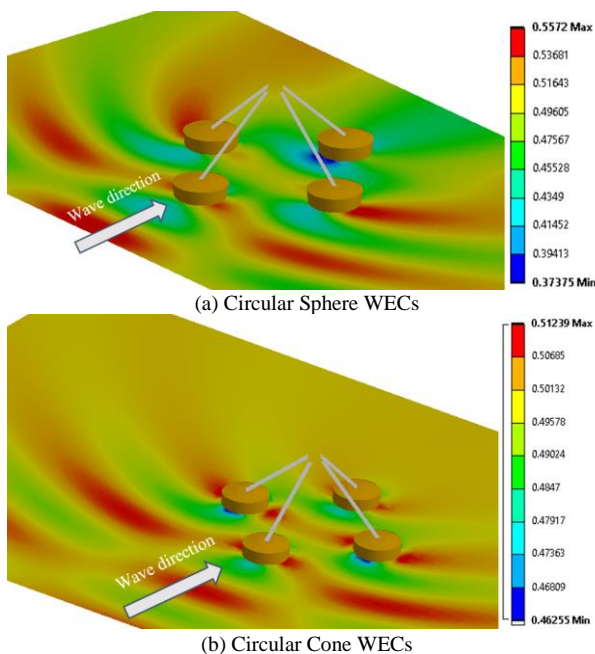 0.5572 Max
0.53681
0.51643
0.49605
0.47567
0.45528
0.4349
0.41452
0.39413
0.37375 Min
Wave direction
(a) Circular Sphere WECs
0.51239 Max
0.50685
0.50132
0.49578
0.49024
0.4847
0.47917
0.47363
0.46809
0.46255 Min
Wave direction
(b) Circular Cone WECs